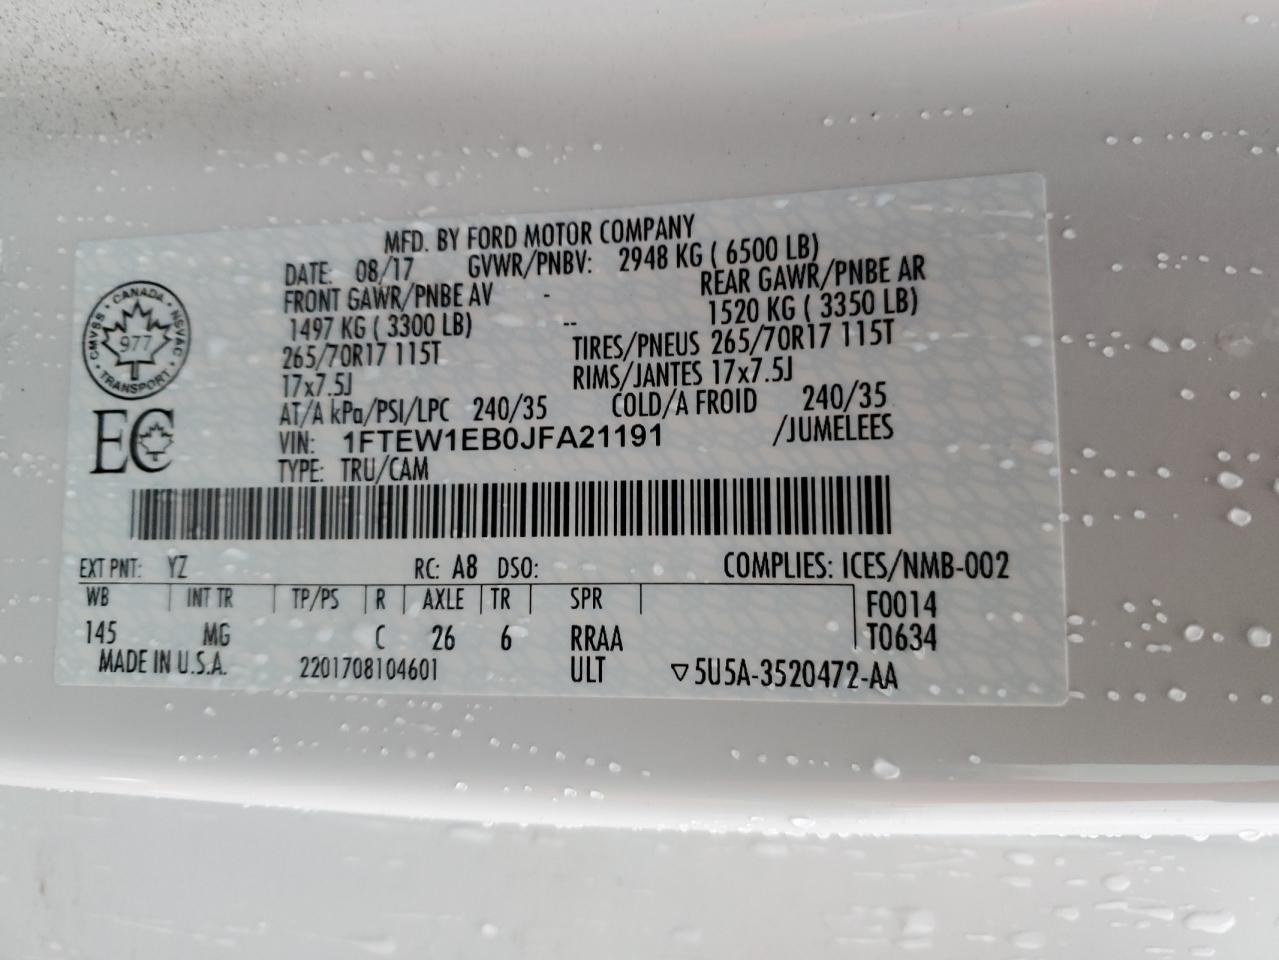 MFD. BY FORD MOTOR COMPANY
DATE: 08/17 GVWR/PNBV: 2948 KG ( 6500 LB)
FRONT GAWR/PNBE AV - REAR GAWR/PNBE AR
1497 KG ( 3300 LB) -- 1520 KG ( 3350 LB)
265/70R17 115T TIRES/PNEUS 265/70R17 115T
17x7.5J RIMS/JANTES 17x7.5J
AT/A kPa/PSI/LPC 240/35 COLD/A FROID 240/35
VIN: 1FTEW1EB0JFA21191 /JUMELEES
TYPE: TRU/CAM
CANADA • NSVAC • TRANSPORT • CMVSS •
977
EC
EXT PNT: YZ RC: A8 DSO: COMPLIES: ICES/NMB-002
WB | INT TR | TP/PS | R | AXLE | TR | SPR | F0014
145 MG C 26 6 RRAA T0634
MADE IN U.S.A. 2201708104601 ULT ▽5U5A-3520472-AA